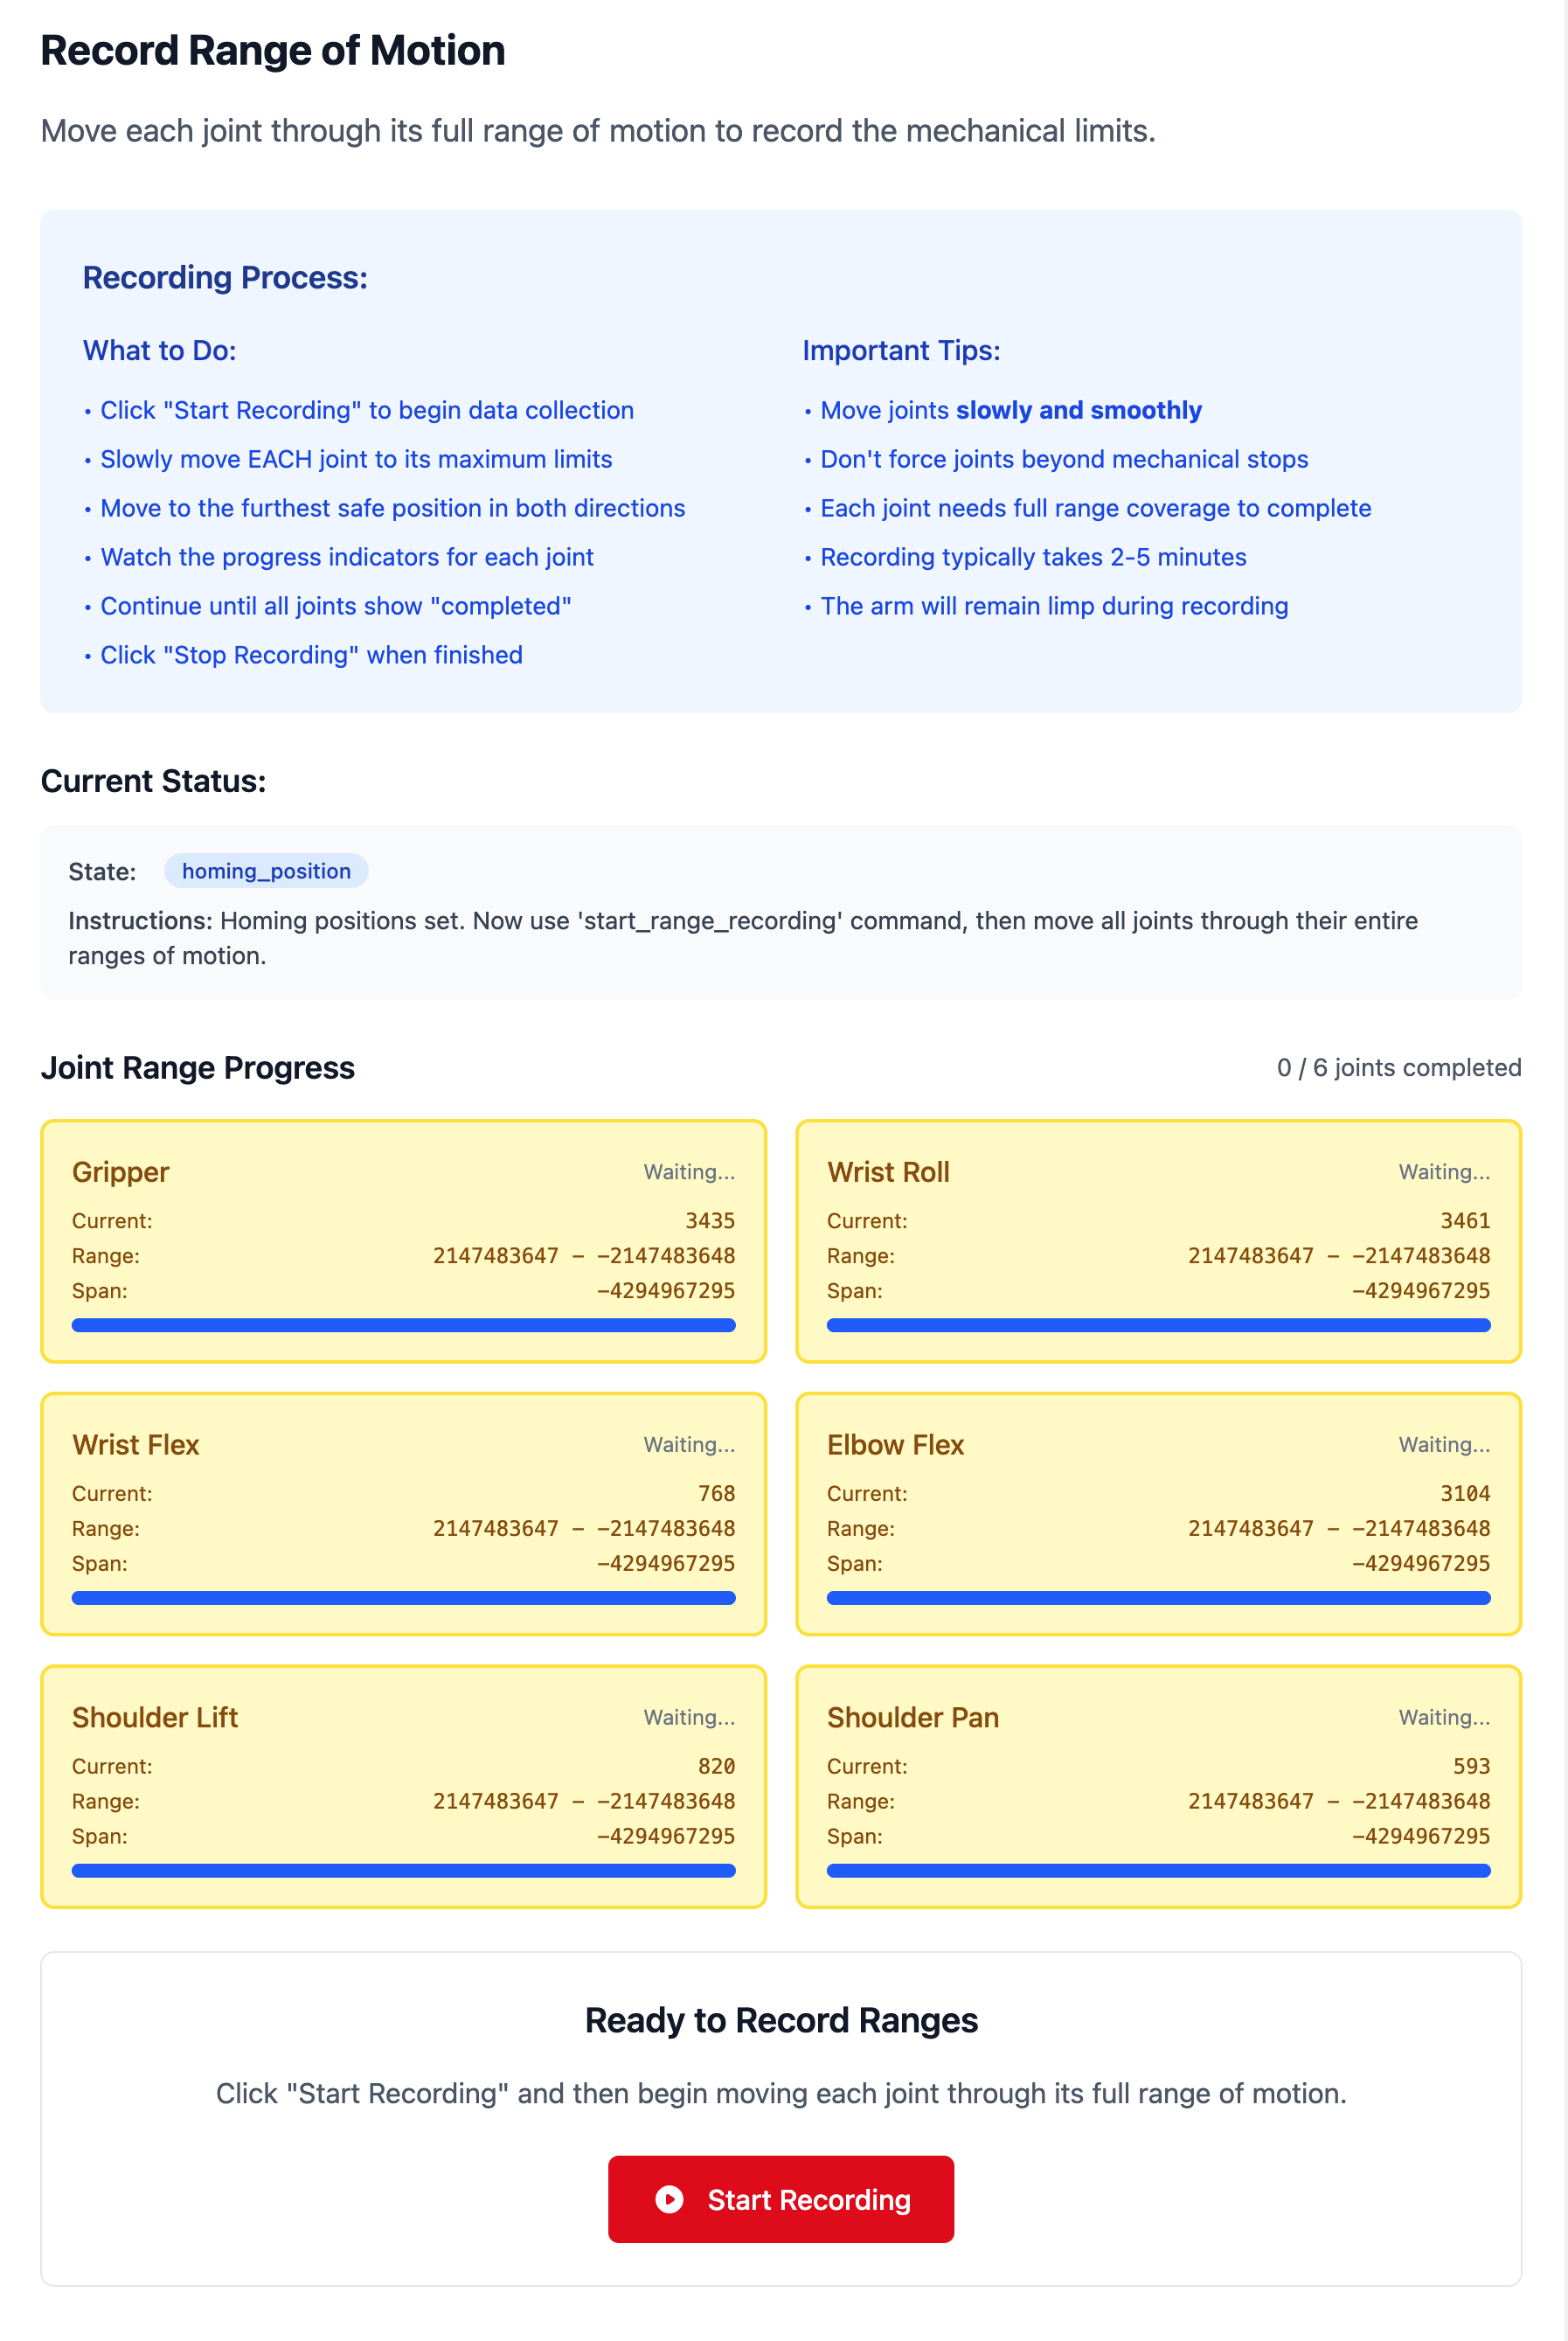 Record Range of Motion
Move each joint through its full range of motion to record the mechanical limits.
Recording Process:
What to Do:
• Click "Start Recording" to begin data collection
• Slowly move EACH joint to its maximum limits
• Move to the furthest safe position in both directions
• Watch the progress indicators for each joint
• Continue until all joints show "completed"
• Click "Stop Recording" when finished
Important Tips:
• Move joints slowly and smoothly
• Don't force joints beyond mechanical stops
• Each joint needs full range coverage to complete
• Recording typically takes 2-5 minutes
• The arm will remain limp during recording
Current Status:
State: homing_position
Instructions: Homing positions set. Now use 'start_range_recording' command, then move all joints through their entire
ranges of motion.
Joint Range Progress
0 / 6 joints completed
Gripper Waiting...
Current: 3435
Range: 2147483647 – -2147483648
Span: -4294967295
Wrist Roll Waiting...
Current: 3461
Range: 2147483647 – -2147483648
Span: -4294967295
Wrist Flex Waiting...
Current: 768
Range: 2147483647 – -2147483648
Span: -4294967295
Elbow Flex Waiting...
Current: 3104
Range: 2147483647 – -2147483648
Span: -4294967295
Shoulder Lift Waiting...
Current: 820
Range: 2147483647 – -2147483648
Span: -4294967295
Shoulder Pan Waiting...
Current: 593
Range: 2147483647 – -2147483648
Span: -4294967295
Ready to Record Ranges
Click "Start Recording" and then begin moving each joint through its full range of motion.
Start Recording